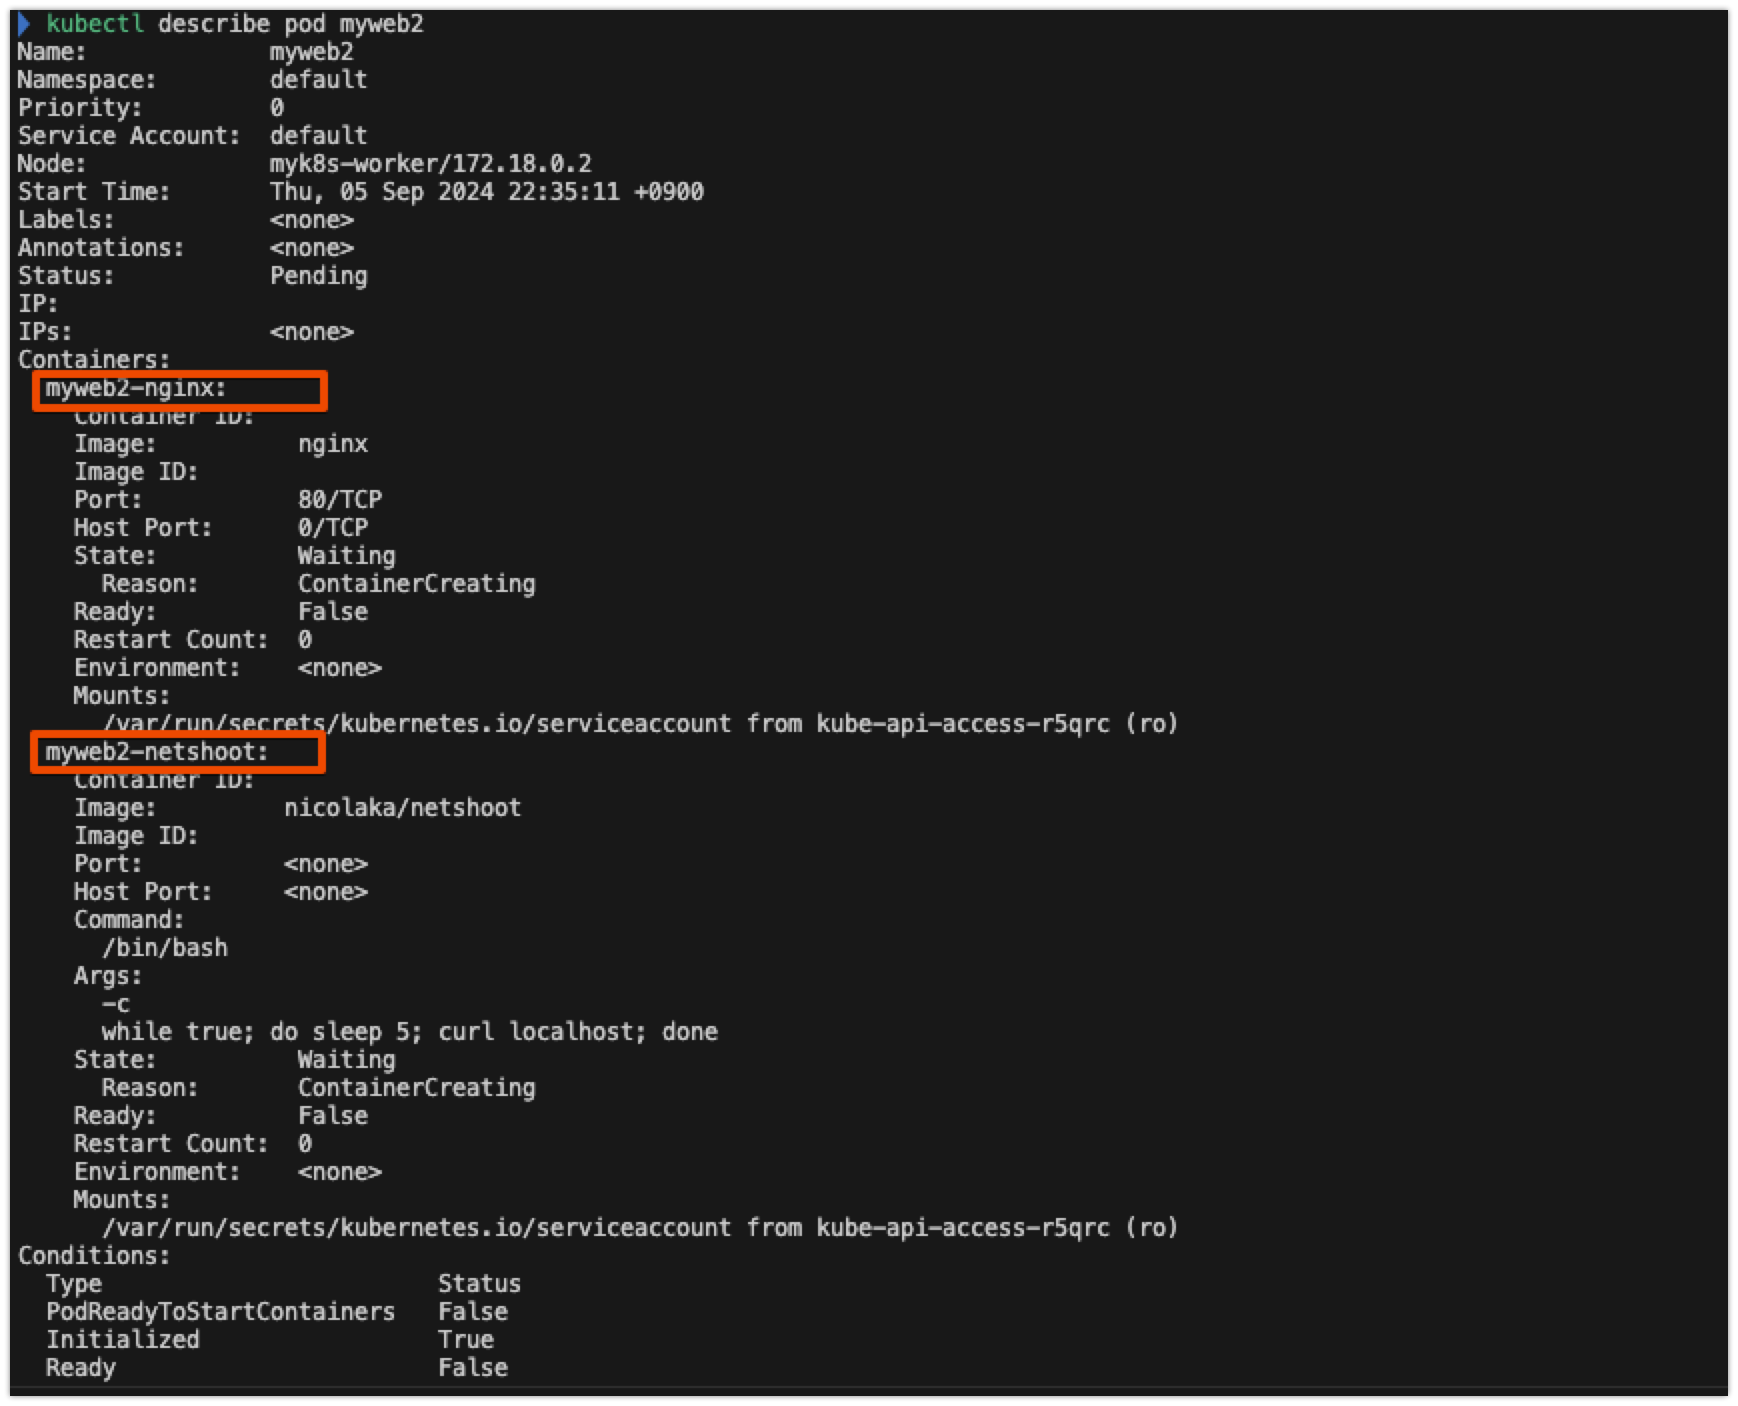 kubectl describe pod myweb2
Name:             myweb2
Namespace:        default
Priority:         0
Service Account:  default
Node:             myk8s-worker/172.18.0.2
Start Time:       Thu, 05 Sep 2024 22:35:11 +0900
Labels:           <none>
Annotations:      <none>
Status:           Pending
IP:
IPs:              <none>
Containers:
  myweb2-nginx:
    Container ID:
    Image:          nginx
    Image ID:
    Port:           80/TCP
    Host Port:      0/TCP
    State:          Waiting
      Reason:       ContainerCreating
    Ready:          False
    Restart Count:  0
    Environment:    <none>
    Mounts:
      /var/run/secrets/kubernetes.io/serviceaccount from kube-api-access-r5qrc (ro)
  myweb2-netshoot:
    Container ID:
    Image:         nicolaka/netshoot
    Image ID:
    Port:          <none>
    Host Port:     <none>
    Command:
      /bin/bash
    Args:
      -c
      while true; do sleep 5; curl localhost; done
    State:          Waiting
      Reason:       ContainerCreating
    Ready:          False
    Restart Count:  0
    Environment:    <none>
    Mounts:
      /var/run/secrets/kubernetes.io/serviceaccount from kube-api-access-r5qrc (ro)
Conditions:
  Type                        Status
  PodReadyToStartContainers   False
  Initialized                 True
  Ready                       False